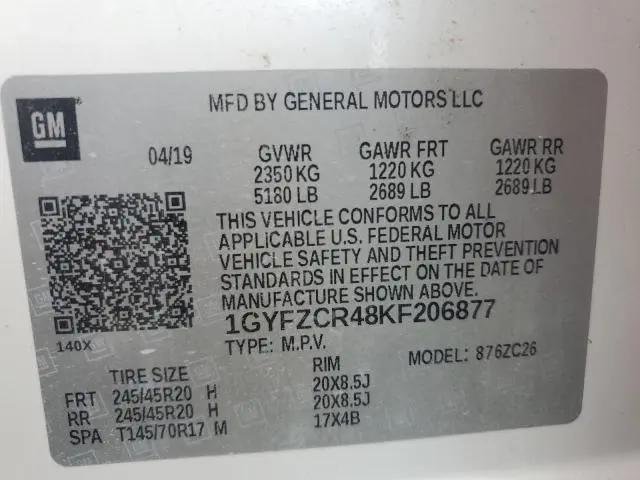 GM
MFD BY GENERAL MOTORS LLC
04/19 GVWR GAWR FRT GAWR RR
2350 KG 1220 KG 1220 KG
5180 LB 2689 LB 2689 LB
THIS VEHICLE CONFORMS TO ALL
APPLICABLE U.S. FEDERAL MOTOR
VEHICLE SAFETY AND THEFT PREVENTION
STANDARDS IN EFFECT ON THE DATE OF
MANUFACTURE SHOWN ABOVE.
1GYFZCR48KF206877
140X
TYPE: M.P.V. MODEL: 876ZC26
TIRE SIZE RIM
FRT 245/45R20 H 20X8.5J
RR 245/45R20 H 20X8.5J
SPA T145/70R17 M 17X4B